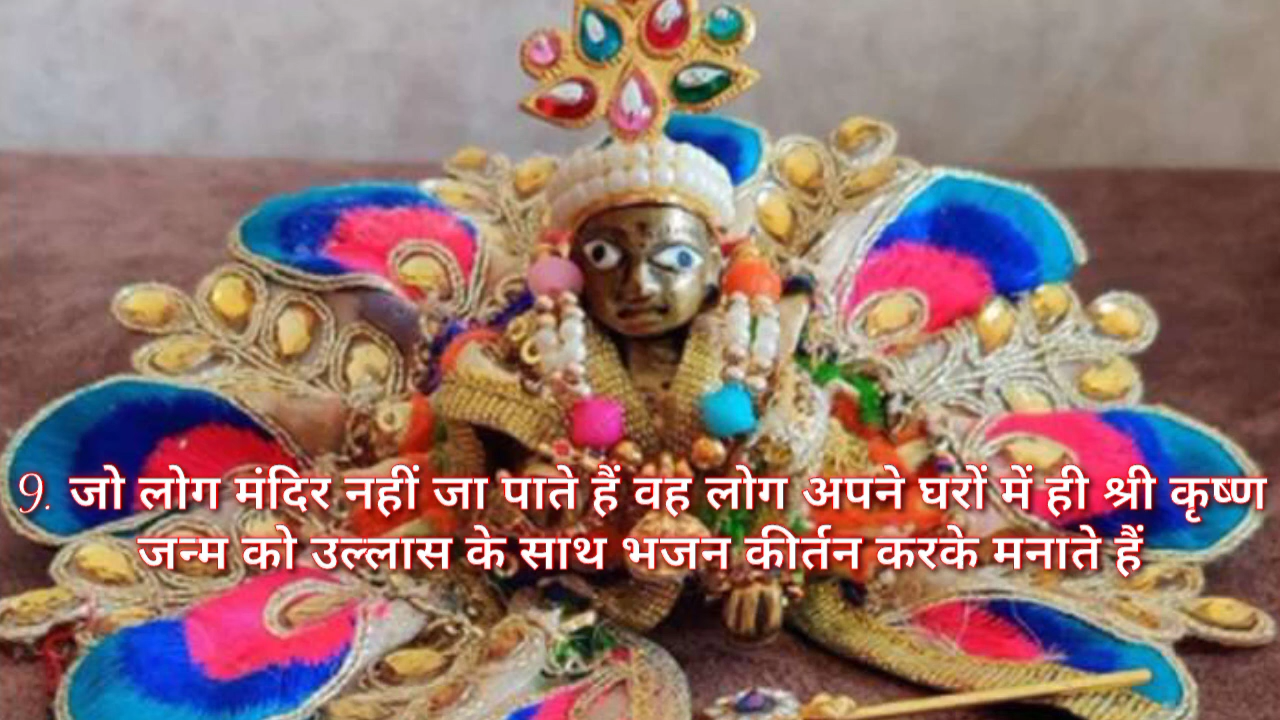 9. जो लोग मंदिर नहीं जा पाते हैं वह लोग अपने घरों में ही श्री कृष्ण
जन्म को उल्लास के साथ भजन कीर्तन करके मनाते हैं